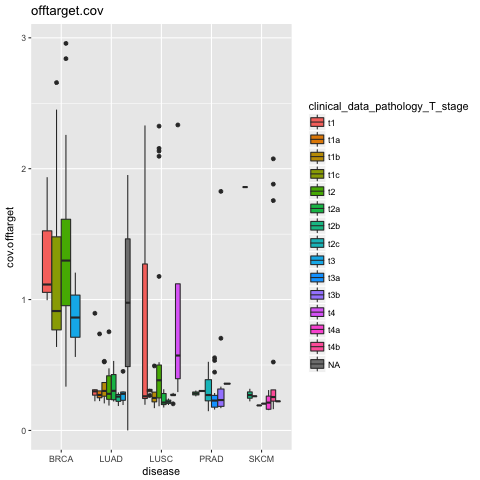 offtarget.cov
cov.offtarget
3
2
1
0
BRCA LUAD LUSC PRAD SKCM
disease
clinical_data_pathology_T_stage
t1
t1a
t1b
t1c
t2
t2a
t2b
t2c
t3
t3a
t3b
t4
t4a
t4b
NA